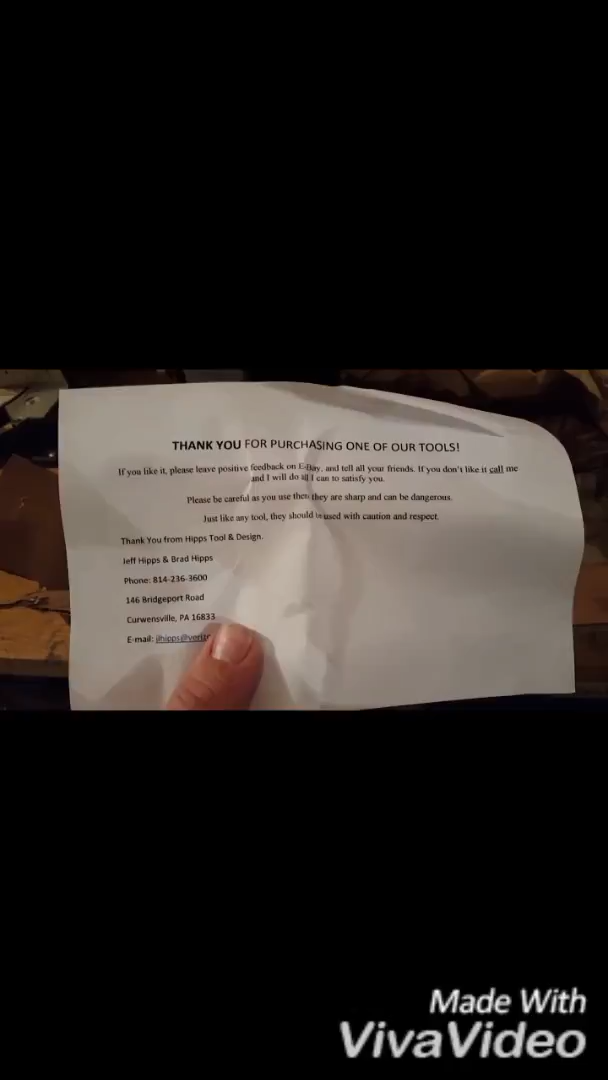 THANK YOU FOR PURCHASING ONE OF OUR TOOLS!
If you like it, please leave positive feedback on E-Bay, and tell all your friends. If you don't like it call me
and I will do all I can to satisfy you.
Please be careful as you use then they are sharp and can be dangerous.
Just like any tool, they should be used with caution and respect.
Thank You from Hipps Tool & Design.
Jeff Hipps & Brad Hipps
Phone: 814-236-3600
146 Bridgeport Road
Curwensville, PA 16833
E-mail:
Made With
VivaVideo